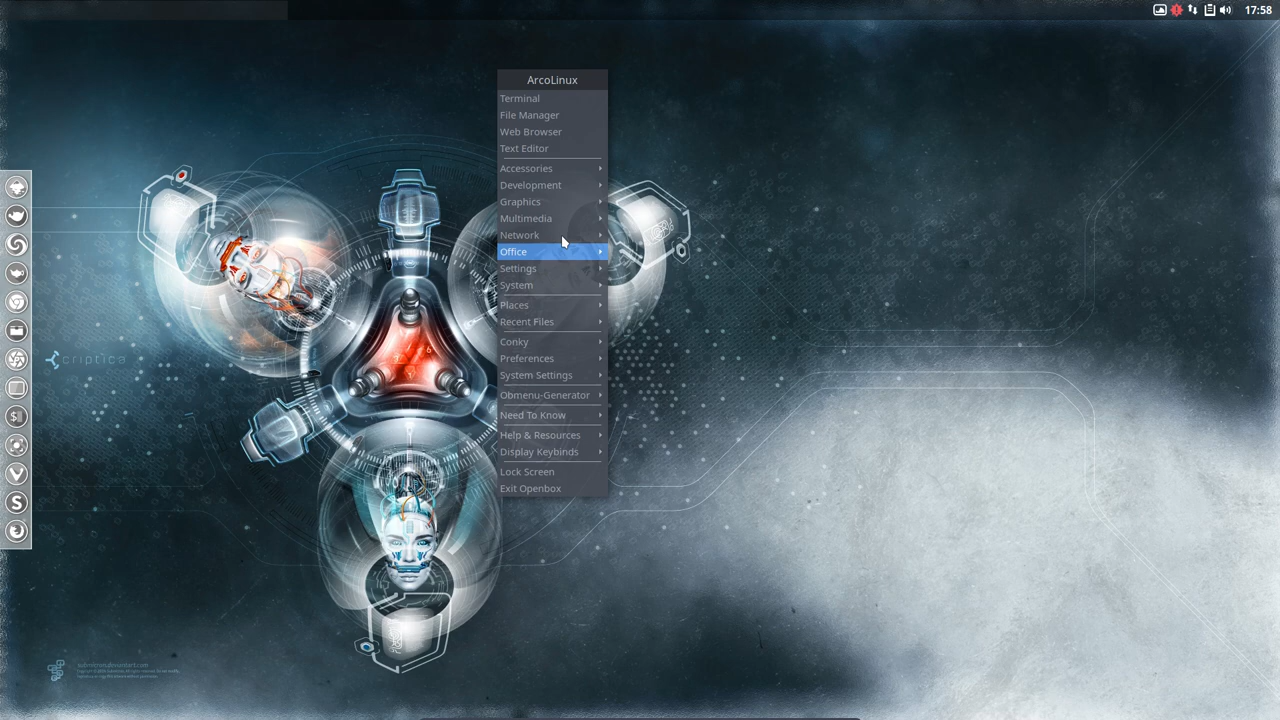 17:58
ArcoLinux
Terminal
File Manager
Web Browser
Text Editor
Accessories
Development
Graphics
Multimedia
Network
Office
Settings
System
Places
Recent Files
Conky
Preferences
System Settings
Obmenu-Generator
Need To Know
Help & Resources
Display Keybinds
Lock Screen
Exit Openbox
criptica